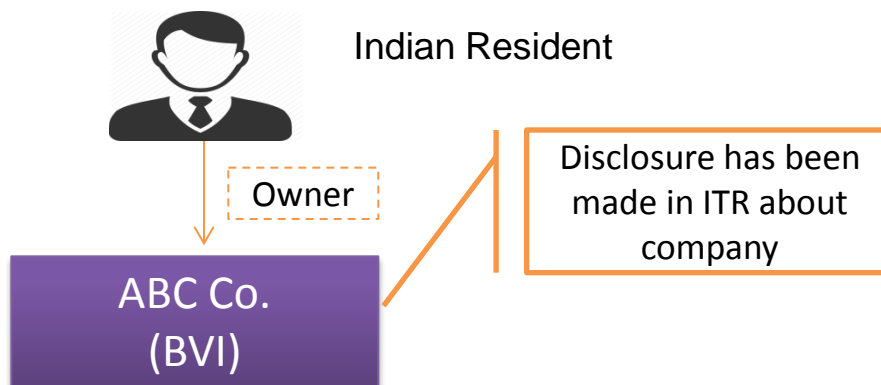 Indian Resident
Owner
Disclosure has been
made in ITR about
company
ABC Co.
(BVI)